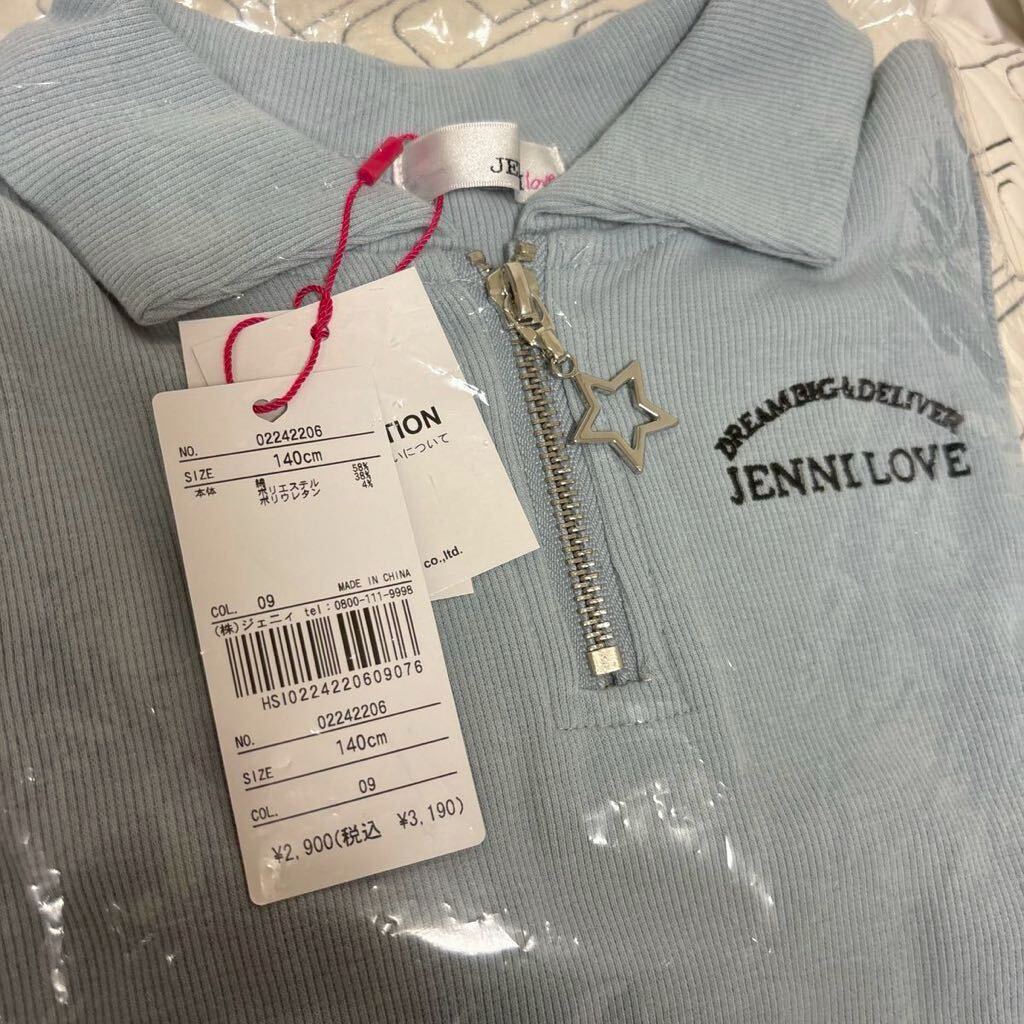 JE
love
DREAM BIG & DELIVER
JENNI LOVE
TiON
いについて
co.,ltd.
NO. 02242206
SIZE 140cm
本体 綿 58%
ポリエステル 38%
ポリウレタン 4%
MADE IN CHINA
COL. 09
(株)ジェニィ tel:0800-111-9998
HSI0224220609076
NO. 02242206
SIZE 140cm
COL. 09
¥2,900(税込 ¥3,190)